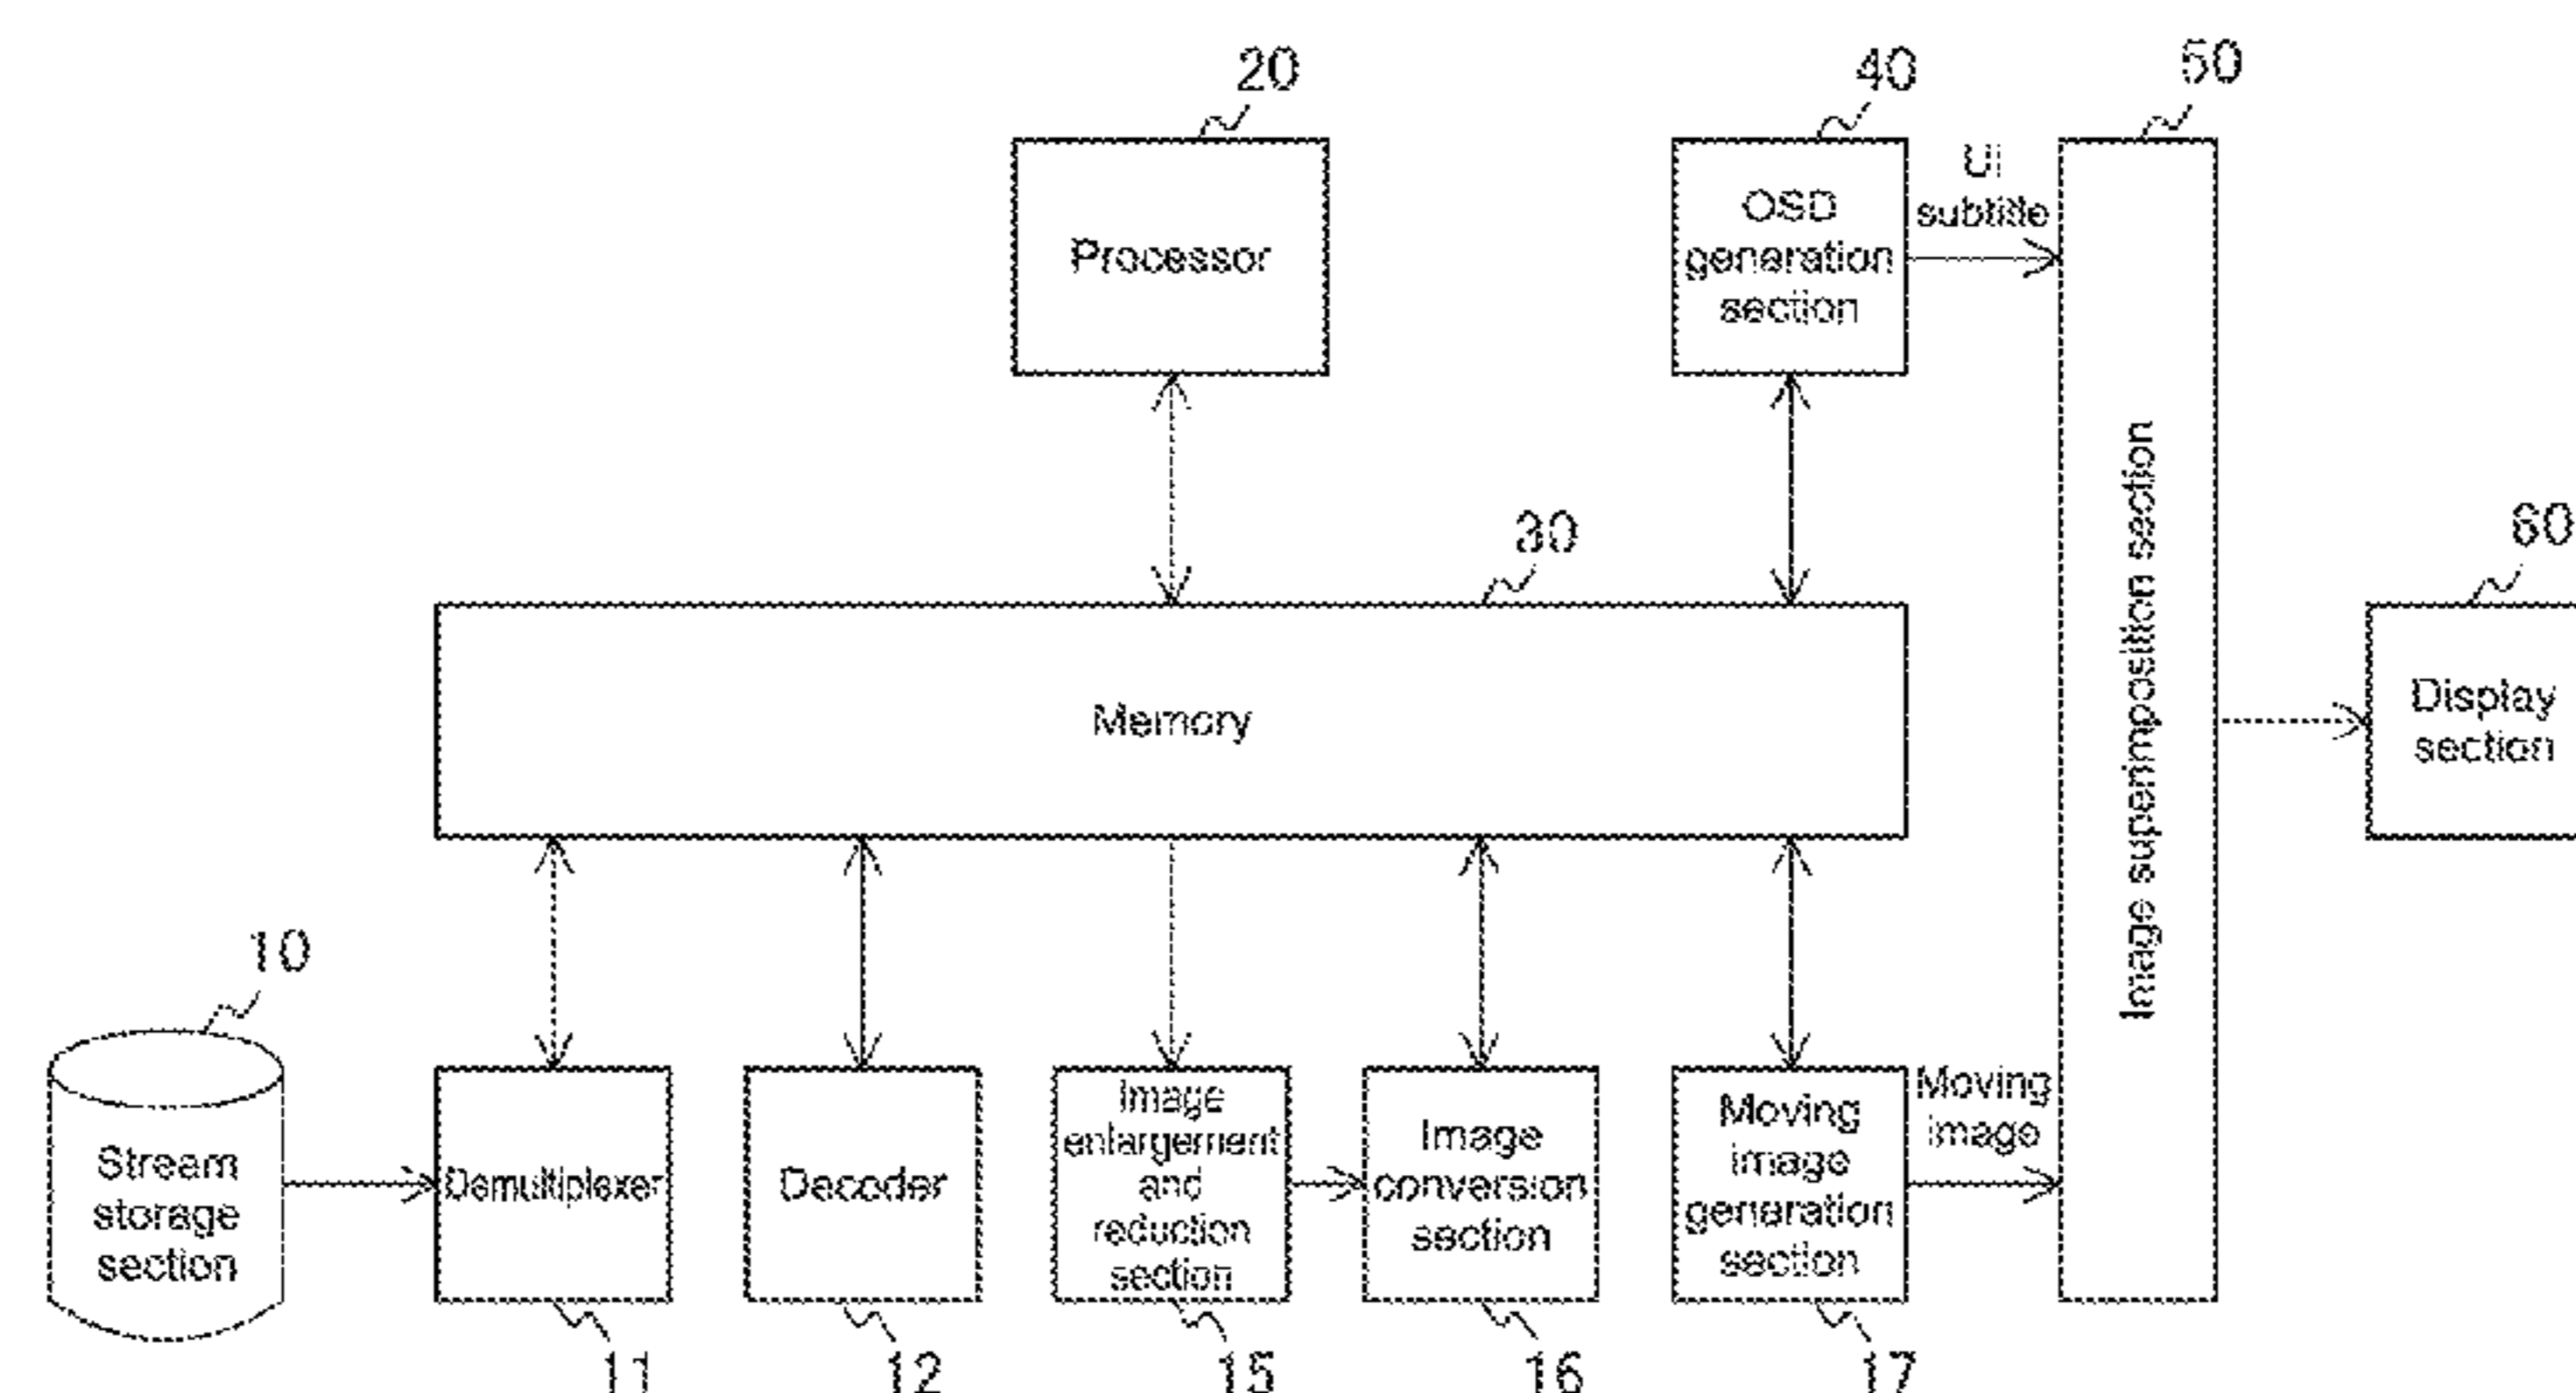 20
40
50
Processor
OSD
generation
section
UI
subtitle
30
60
Memory
Image superimposition section
Display
section
10
Stream
storage
section
Demultiplexer
Decoder
Image
enlargement
and
reduction
section
Image
conversion
section
Moving
image
generation
section
Moving
image
11
12
15
16
17